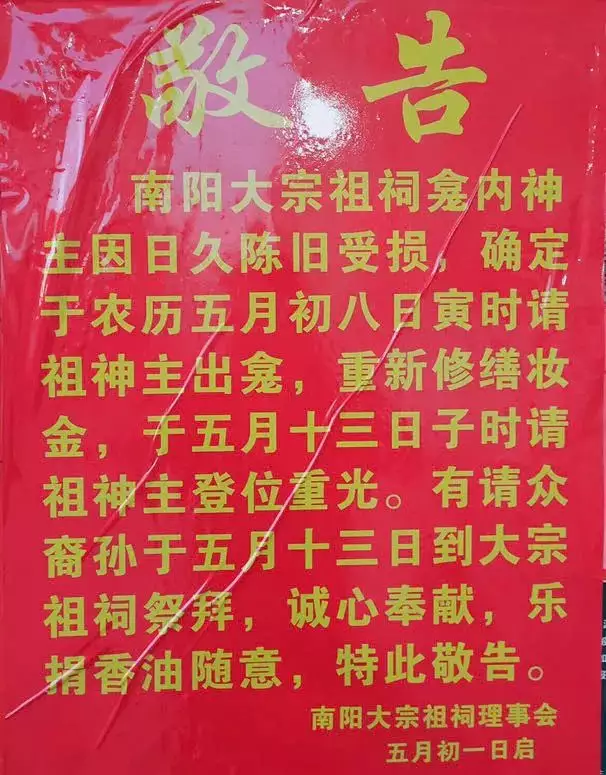 敬告
南阳大宗祖祠龛内神
主因日久陈旧受损，确定
于农历五月初八日寅时请
祖神主出龛，重新修缮妆
金，于五月十三日子时请
祖神主登位重光。有请众
裔孙于五月十三日到大宗
祖祠祭拜，诚心奉献，乐
捐香油随意，特此敬告。
南阳大宗祖祠理事会
五月初一日启